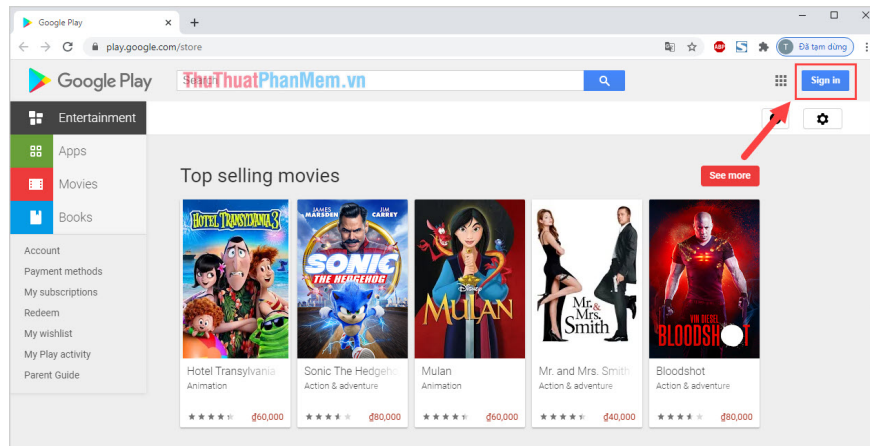 Google Play
play.google.com/store
T
Đã tạm dừng
ABP
Google Play
Search
ThuThuatPhanMem.vn
Sign in
Entertainment
Apps
Movies
Books
Account
Payment methods
My subscriptions
Redeem
My wishlist
My Play activity
Parent Guide
Top selling movies
See more
HOTEL TRANSYLVANIA 3
JAMES MARSDEN
JIM CARREY
SONIC
THE HEDGEHOG
Disney
MULAN
Mr. &
Mrs.
Smith
VIN DIESEL
BLOODSH T
Hotel Transylvania
Animation
₫60,000
Sonic The Hedgeho
Action & adventure
₫80,000
Mulan
Animation
₫60,000
Mr. and Mrs. Smith
Action & adventure
₫40,000
Bloodshot
Action & adventure
₫80,000